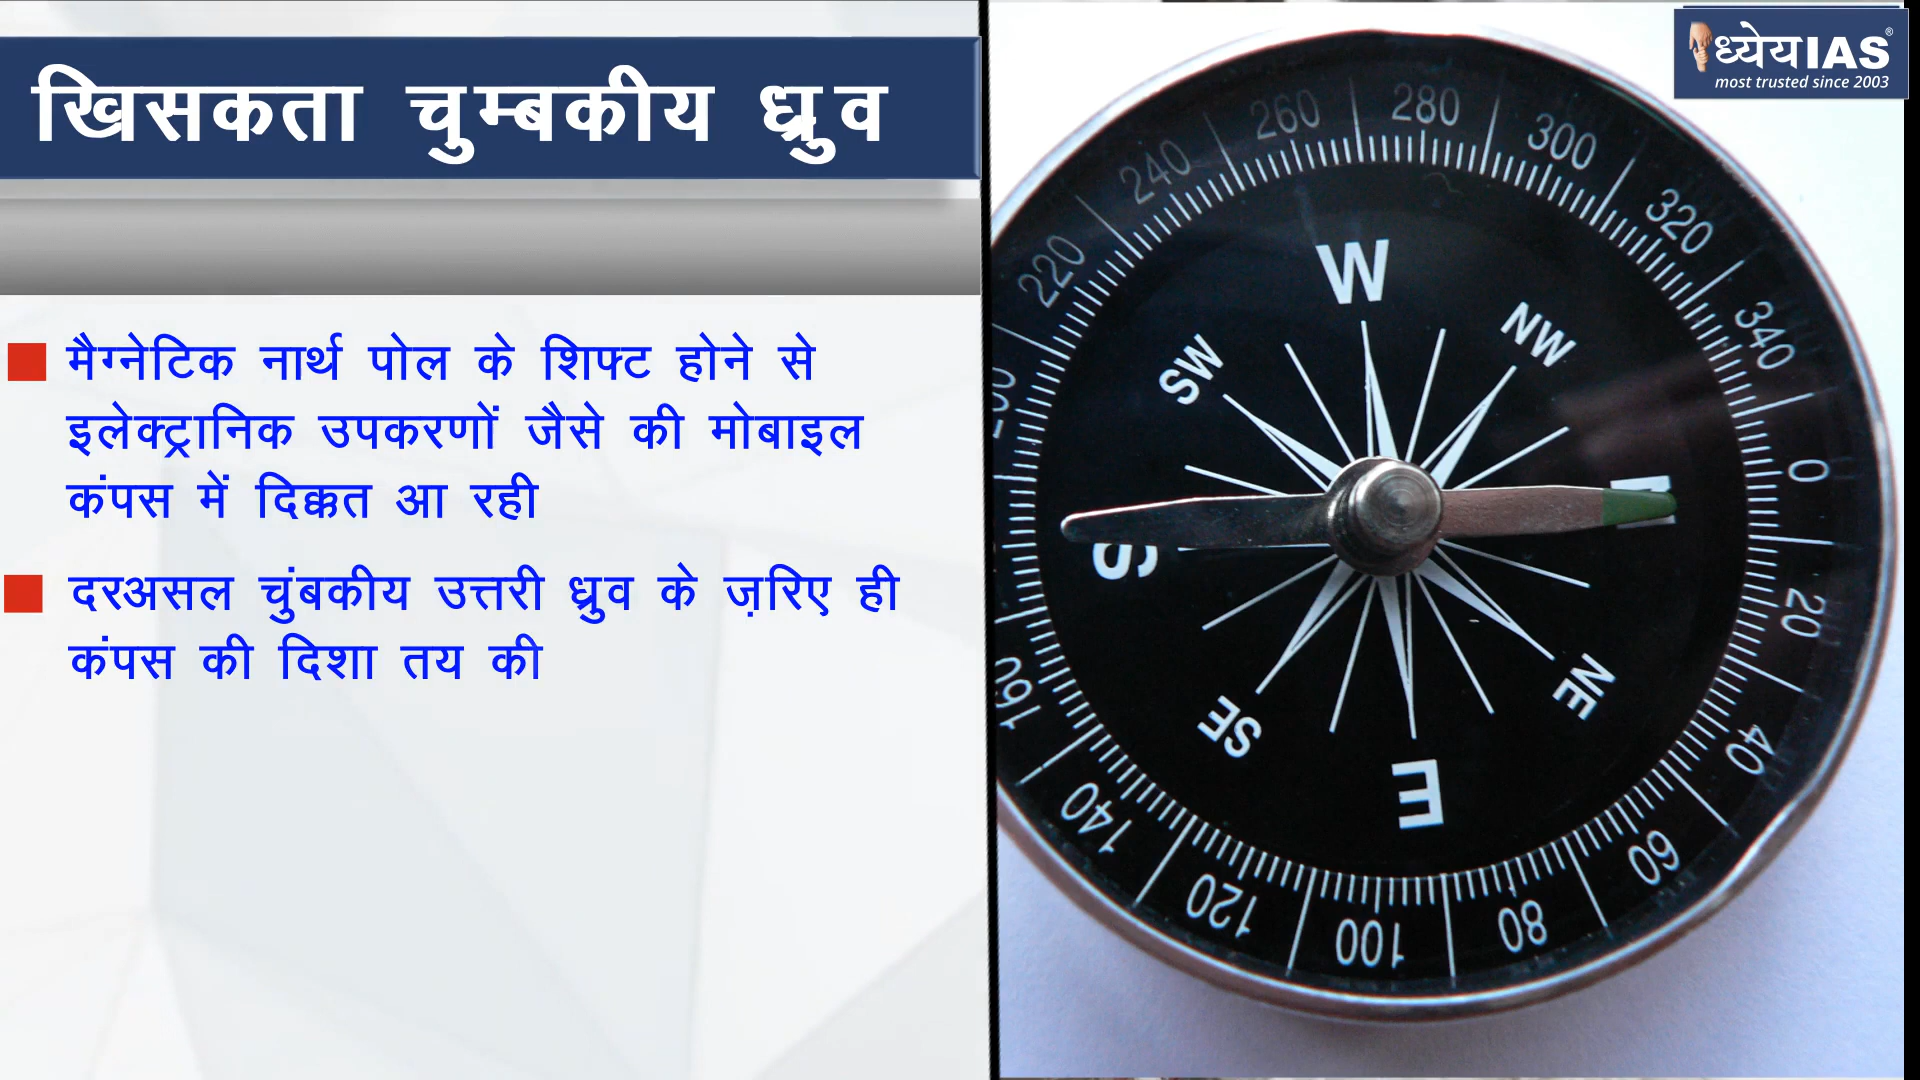 खिसकता चुम्बकीय ध्रुव
मैग्नेटिक नार्थ पोल के शिफ्ट होने से
इलेक्ट्रानिक उपकरणों जैसे की मोबाइल
कंपस में दिक्कत आ रही
दरअसल चुंबकीय उत्तरी ध्रुव के ज़रिए ही
कंपस की दिशा तय की
ध्येय IAS®
most trusted since 2003
260 280 300
240 320
220 340
W
SW NW
0
S
20
SE NE
160 40
E
140 60
120 100 80